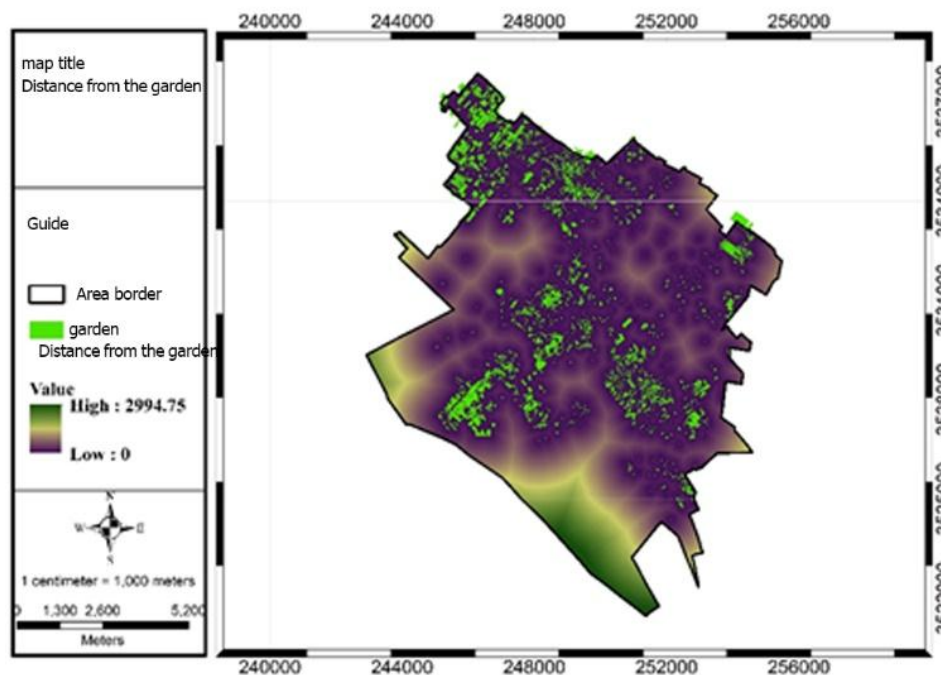 240000 244000 248000 252000 256000
map title
Distance from the garden
Guide
Area border
garden
Distance from the garden
Value
High : 2994.75
Low : 0
N
W
E
S
1 centimeter = 1,000 meters
0 1,300 2,600 5,200
Meters
240000 244000 248000 252000 256000